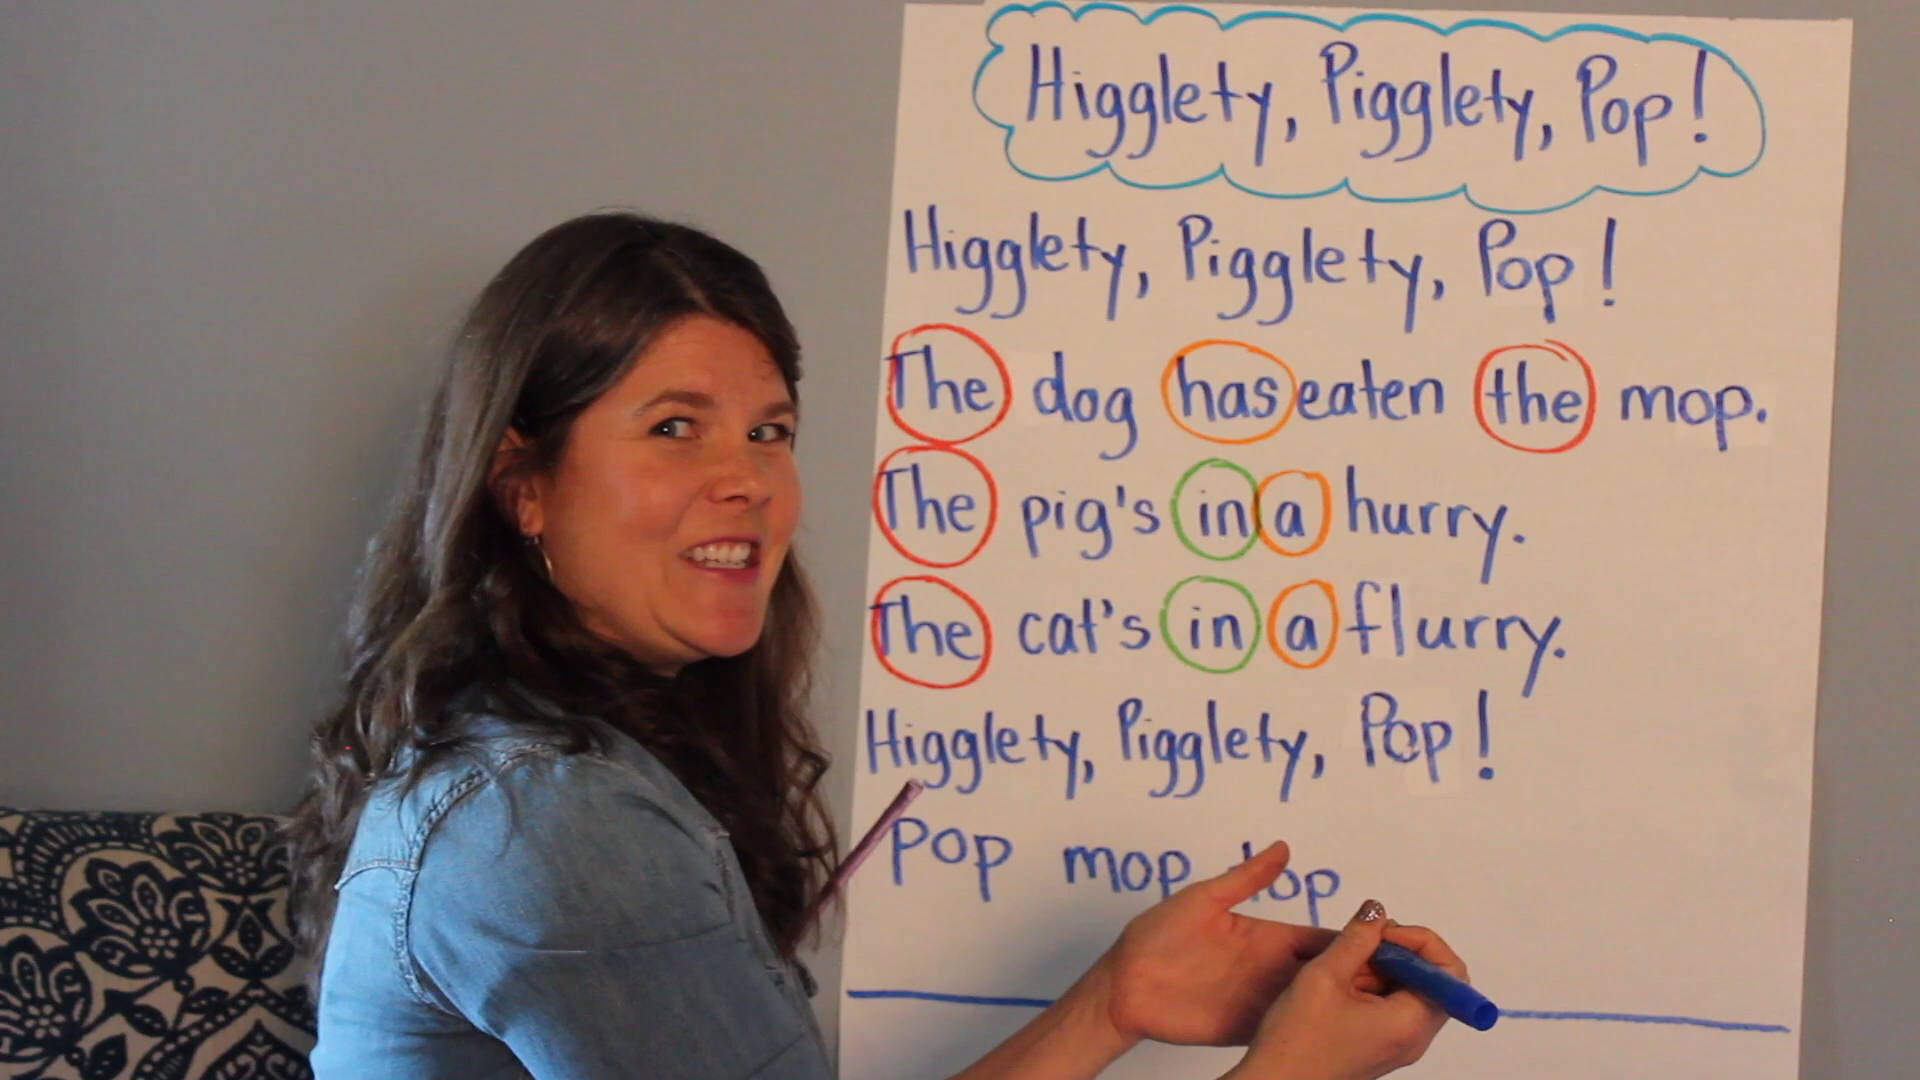 Higglety, Pigglety, Pop!
Higglety, Pigglety, Pop!
The dog has eaten the mop.
The pig's in a hurry.
The cat's in a flurry.
Higglety, Pigglety, Pop!
pop mop